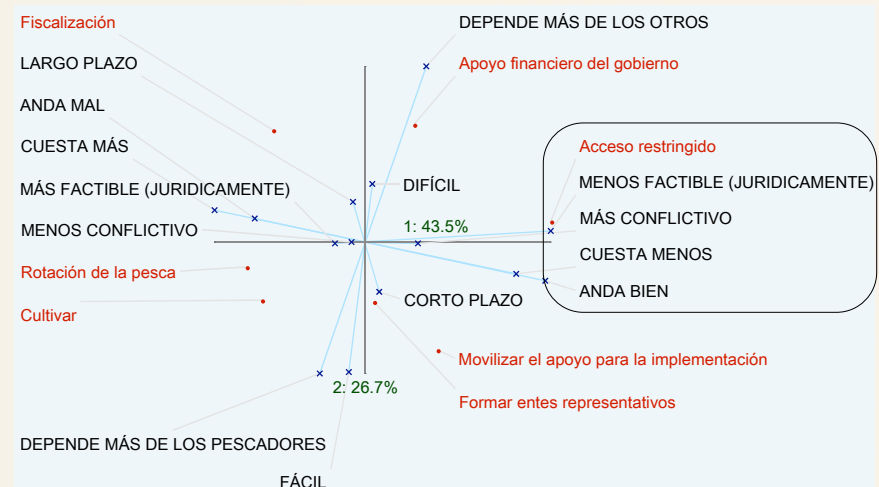 Fiscalización
DEPENDE MÁS DE LOS OTROS
LARGO PLAZO
Apoyo financiero del gobierno
ANDA MAL
CUESTA MÁS
Acceso restringido
MÁS FACTIBLE (JURIDICAMENTE)
DIFÍCIL
MENOS FACTIBLE (JURIDICAMENTE)
MENOS CONFLICTIVO
1: 43.5%
MÁS CONFLICTIVO
CUESTA MENOS
Rotación de la pesca
ANDA BIEN
CORTO PLAZO
Cultivar
Movilizar el apoyo para la implementación
2: 26.7%
Formar entes representativos
DEPENDE MÁS DE LOS PESCADORES
FÁCIL